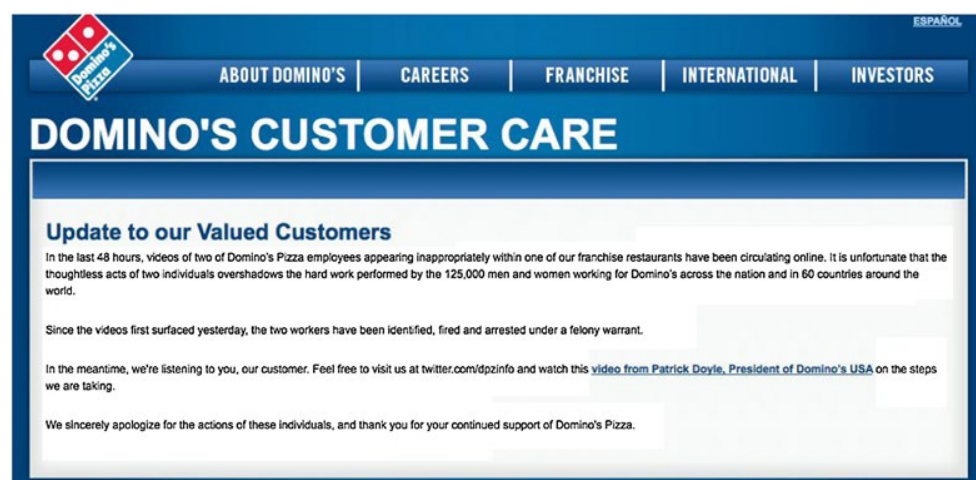 ESPAÑOL
Domino's
Pizza
ABOUT DOMINO'S
CAREERS
FRANCHISE
INTERNATIONAL
INVESTORS
DOMINO'S CUSTOMER CARE
Update to our Valued Customers
In the last 48 hours, videos of two of Domino's Pizza employees appearing inappropriately within one of our franchise restaurants have been circulating online. It is unfortunate that the
thoughtless acts of two individuals overshadows the hard work performed by the 125,000 men and women working for Domino's across the nation and in 60 countries around the
world.
Since the videos first surfaced yesterday, the two workers have been identified, fired and arrested under a felony warrant.
In the meantime, we're listening to you, our customer. Feel free to visit us at twitter.com/dpzinfo and watch this video from Patrick Doyle, President of Domino's USA on the steps
we are taking.
We sincerely apologize for the actions of these individuals, and thank you for your continued support of Domino's Pizza.